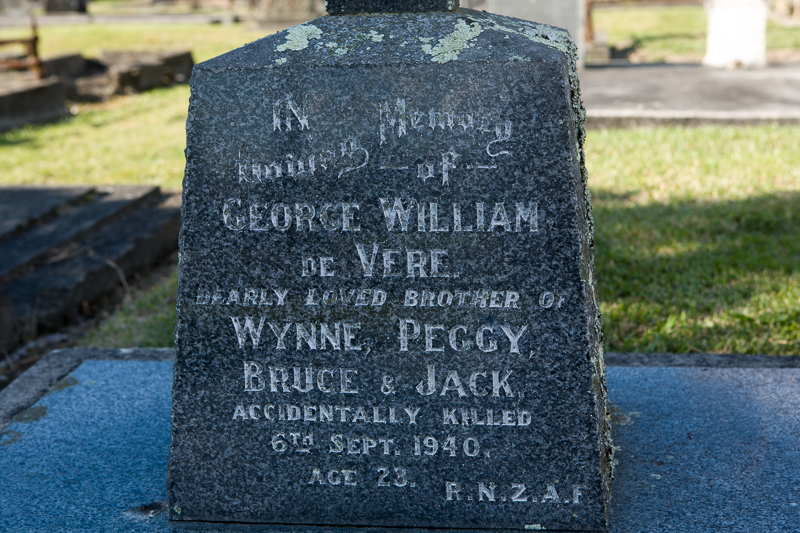 IN Loving Memory
— of —
GEORGE WILLIAM
DE VERE.
DEARLY LOVED BROTHER OF
WYNNE, PEGGY,
BRUCE & JACK,
ACCIDENTALLY KILLED
6TH SEPT. 1940,
AGE 23. R.N.Z.A.F